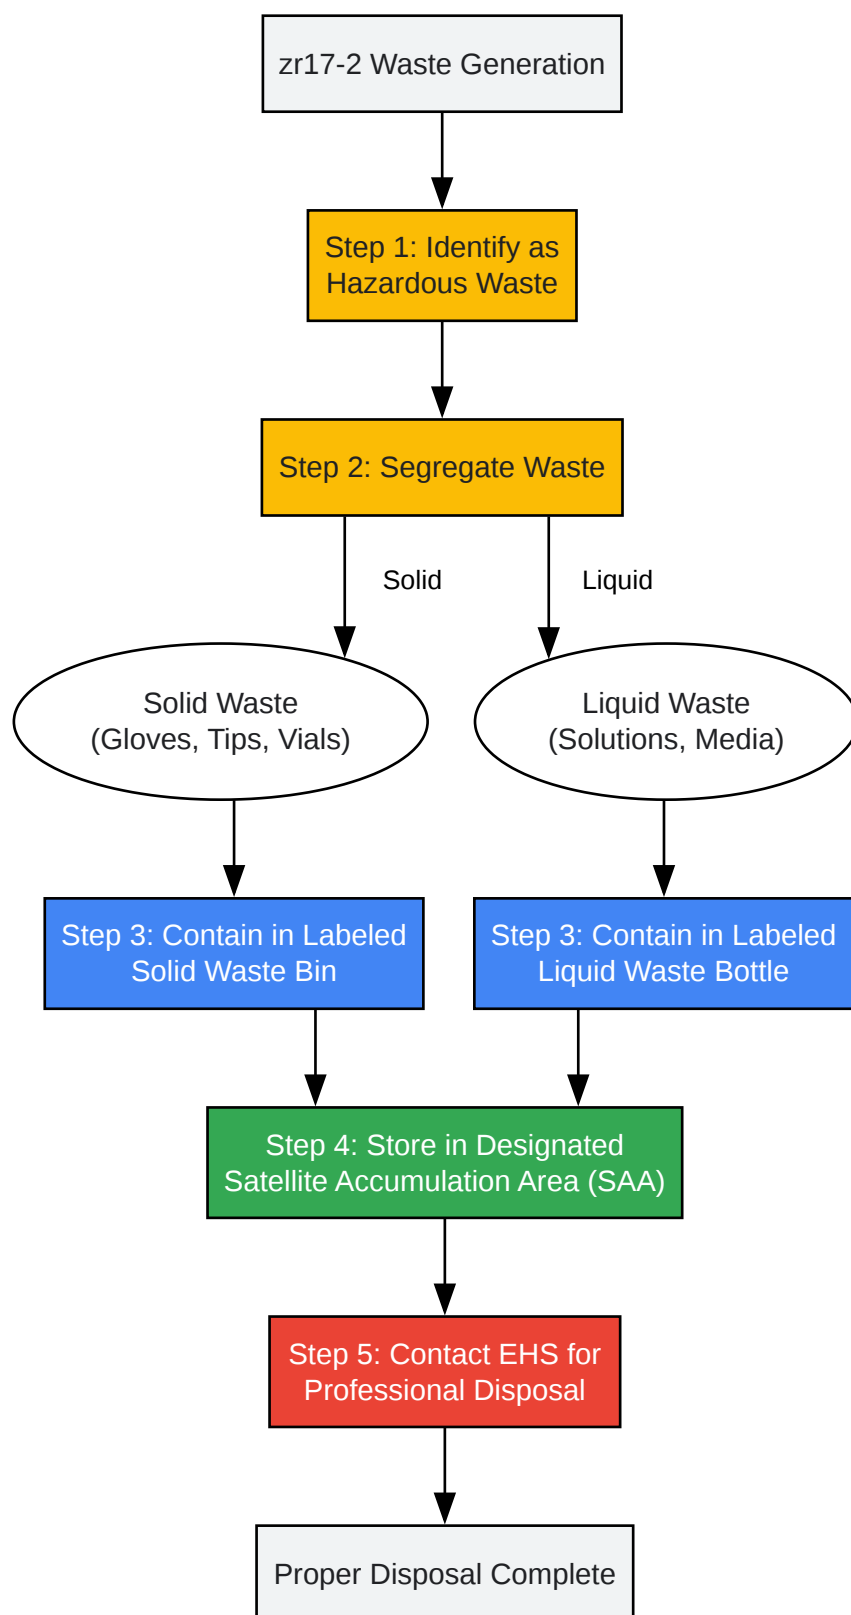 zr17-2 Waste Generation
Step 1: Identify as
Hazardous Waste
Step 2: Segregate Waste
Solid
Liquid
Solid Waste
(Gloves, Tips, Vials)
Liquid Waste
(Solutions, Media)
Step 3: Contain in Labeled
Solid Waste Bin
Step 3: Contain in Labeled
Liquid Waste Bottle
Step 4: Store in Designated
Satellite Accumulation Area (SAA)
Step 5: Contact EHS for
Professional Disposal
Proper Disposal Complete